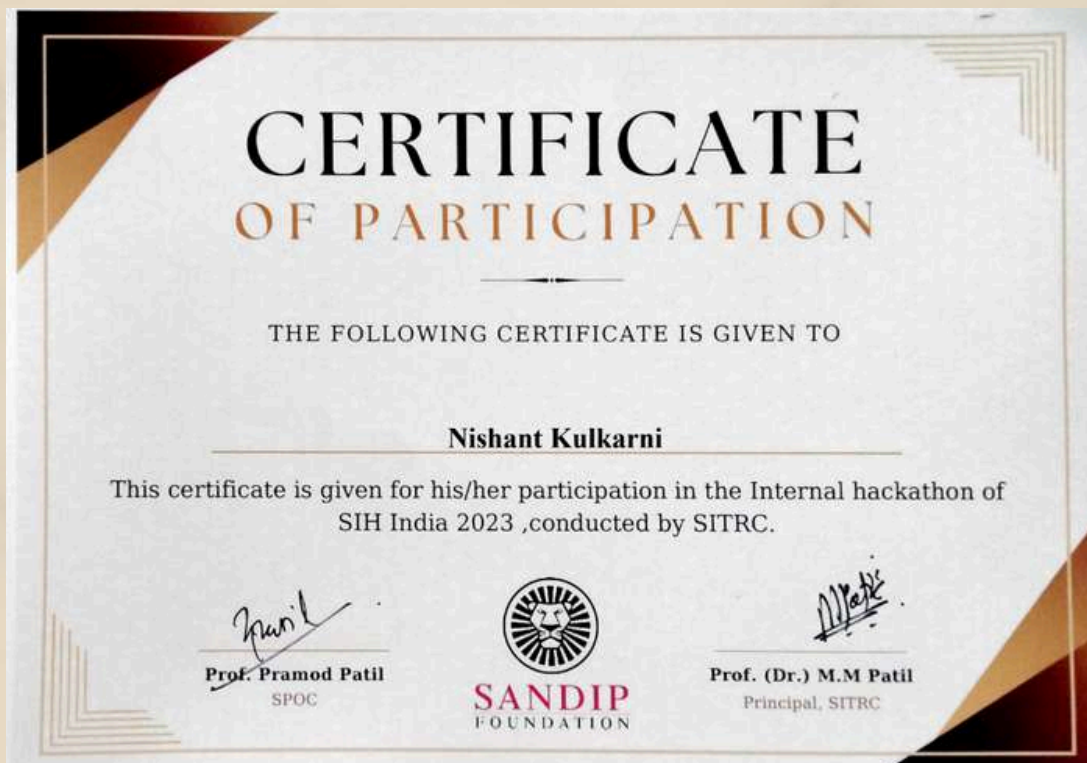 CERTIFICATE
OF PARTICIPATION
THE FOLLOWING CERTIFICATE IS GIVEN TO
Nishant Kulkarni
This certificate is given for his/her participation in the Internal hackathon of
SIH India 2023 ,conducted by SITRC.
Prof. Pramod Patil
SPOC
SANDIP
FOUNDATION
Prof. (Dr.) M.M Patil
Principal, SITRC